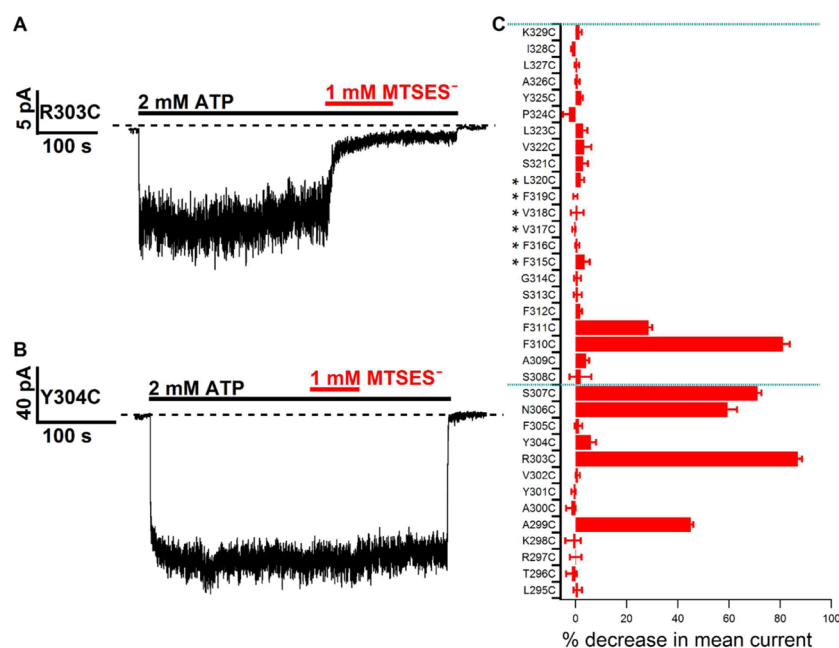 A
5 pA
R303C
100 s
2 mM ATP
1 mM MTSES⁻
B
40 pA
Y304C
100 s
2 mM ATP
1 mM MTSES⁻
C
K329C
I328C
L327C
A326C
Y325C
P324C
L323C
V322C
S321C
* L320C
* F319C
* V318C
* V317C
* F316C
* F315C
G314C
S313C
F312C
F311C
F310C
A309C
S308C
S307C
N306C
F305C
Y304C
R303C
V302C
Y301C
A300C
A299C
K298C
R297C
T296C
L295C
0 20 40 60 80 100
% decrease in mean current